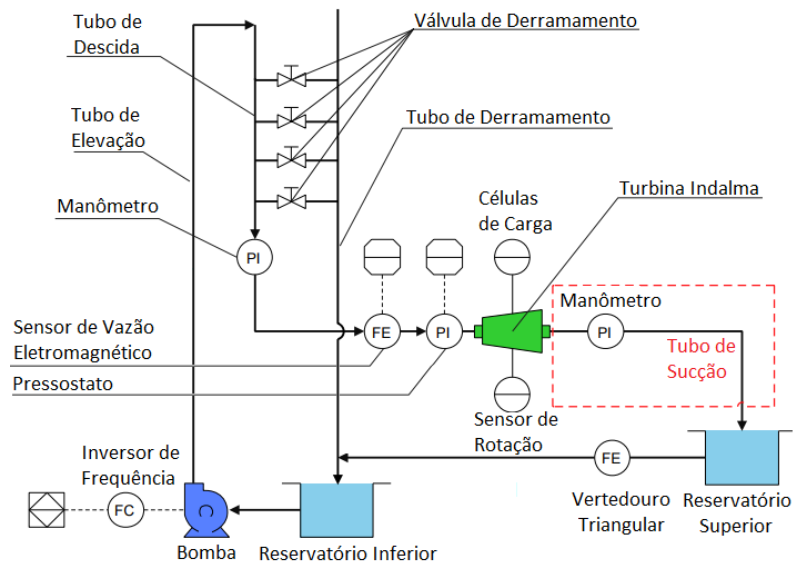 Tubo de
Descida
Válvula de Derramamento
Tubo de
Elevação
Tubo de Derramamento
Manômetro
PI
Células
de Carga
Turbina Indalma
Sensor de Vazão
Eletromagnético
FE
PI
Pressostato
Manômetro
PI
Tubo de
Sucção
Sensor de
Rotação
Inversor de
Frequência
FC
Bomba
Reservatório Inferior
FE
Vertedouro
Triangular
Reservatório
Superior